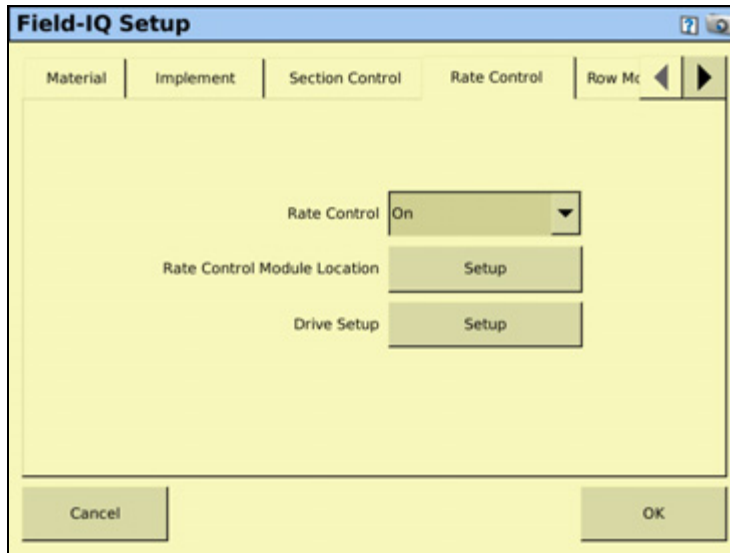 Field-IQ Setup
?
Material
Implement
Section Control
Rate Control
Row Mo
Rate Control
On
Rate Control Module Location
Setup
Drive Setup
Setup
Cancel
OK